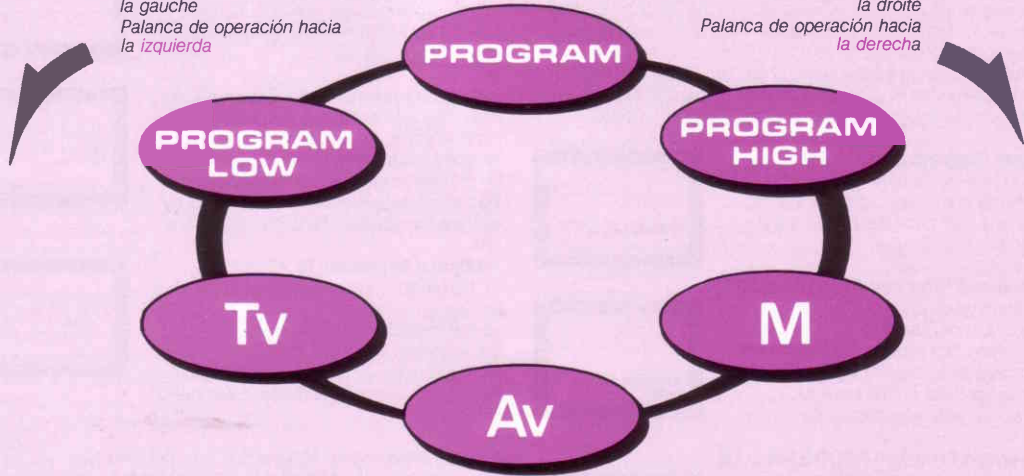 la gauche
Palanca de operación hacia
la izquierda
la droite
Palanca de operación hacia
la derecha
PROGRAM
PROGRAM
LOW
PROGRAM
HIGH
Tv
M
Av